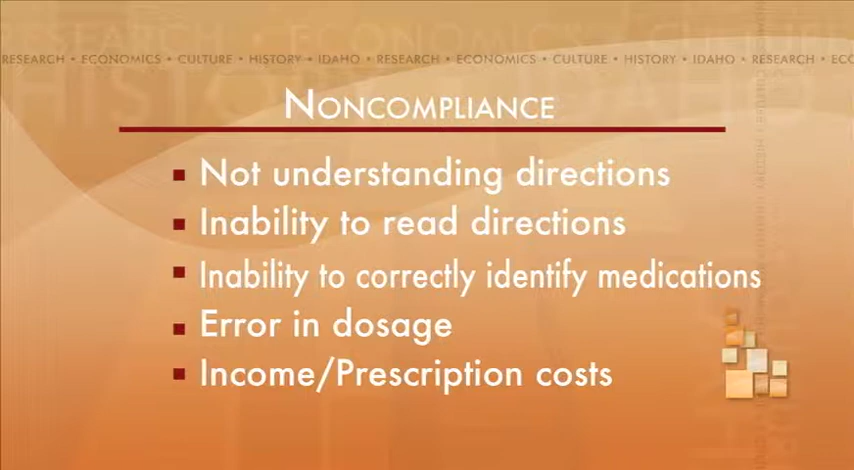 RESEARCH • ECONOMICS • CULTURE • HISTORY • IDAHO • RESEARCH • ECONOMICS • CULTURE • HISTORY • IDAHO • RESEARCH • ECO
NONCOMPLIANCE
Not understanding directions
Inability to read directions
Inability to correctly identify medications
Error in dosage
Income/Prescription costs